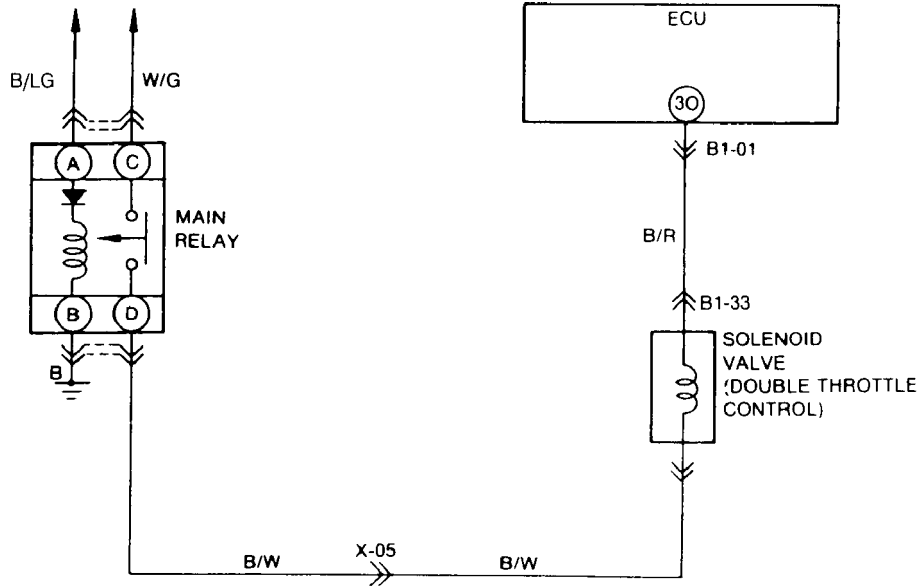 ECU
30
B1-01
B/LG
W/G
A
C
MAIN
RELAY
B/R
B
D
B1-33
B
SOLENOID
VALVE
(DOUBLE THROTTLE
CONTROL)
B/W
X-05
B/W